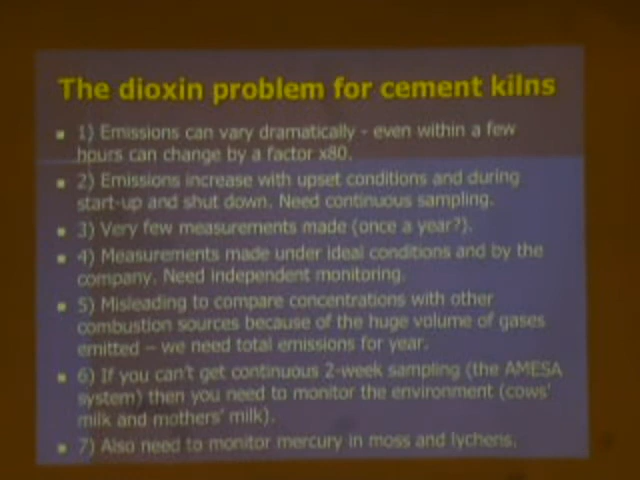 The dioxin problem for cement kilns
1) Emissions can vary dramatically - even within a few
hours can change by a factor x80.
2) Emissions increase with upset conditions and during
start-up and shut down. Need continuous sampling.
3) Very few measurements made (once a year?).
4) Measurements made under ideal conditions and by the
company. Need independent monitoring.
5) Misleading to compare concentrations with other
combustion sources because of the huge volume of gases
emitted – we need total emissions for year.
6) If you can't get continuous 2-week sampling (the AMESA
system) then you need to monitor the environment (cows'
milk and mothers' milk).
7) Also need to monitor mercury in moss and lychens.